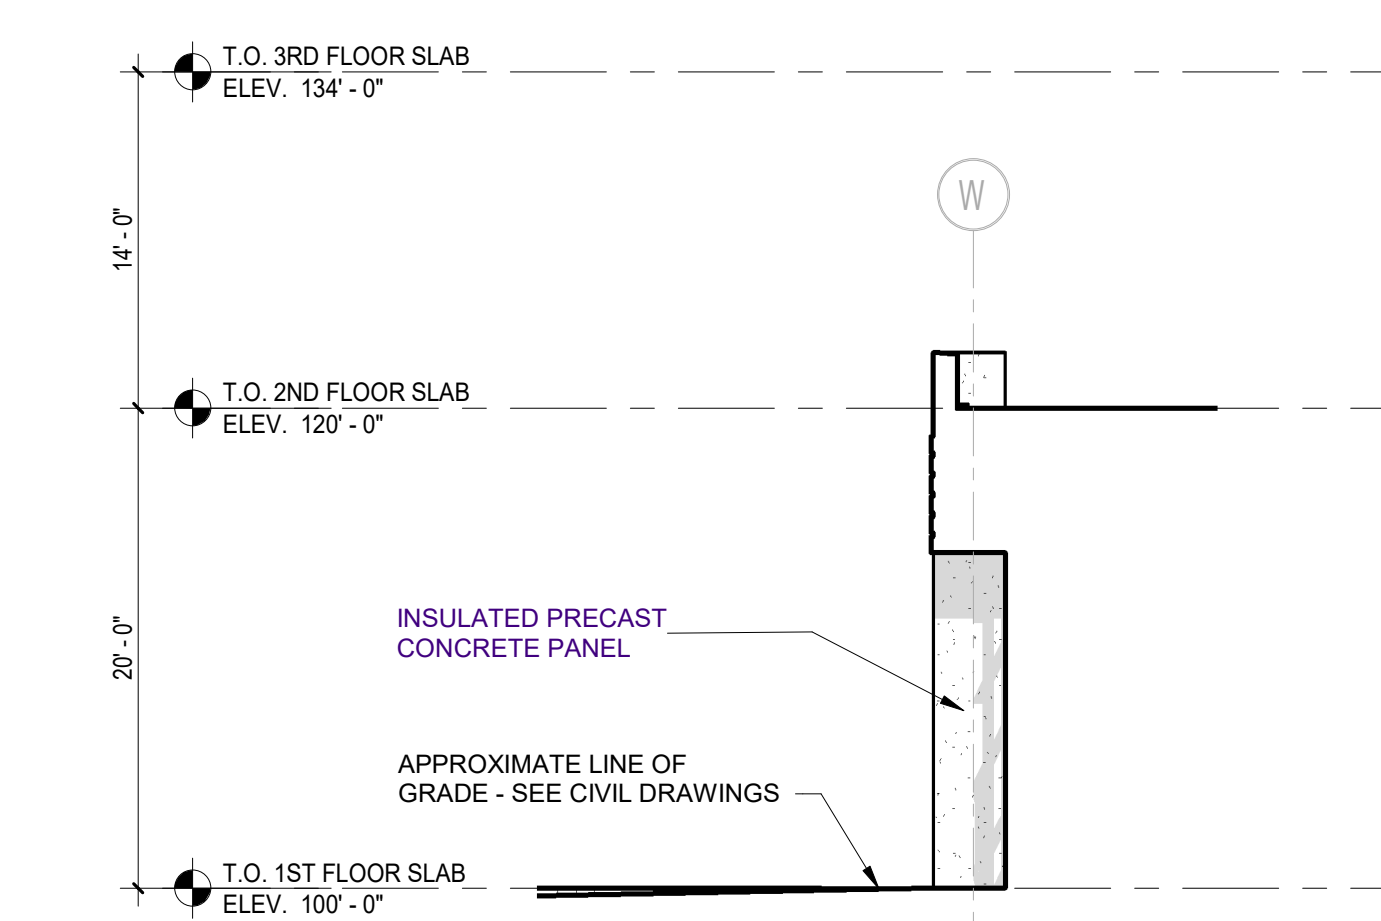 T.O. 3RD FLOOR SLAB
ELEV. 134' - 0"
W
14' - 0"
T.O. 2ND FLOOR SLAB
ELEV. 120' - 0"
INSULATED PRECAST
CONCRETE PANEL
20' - 0"
APPROXIMATE LINE OF
GRADE - SEE CIVIL DRAWINGS
T.O. 1ST FLOOR SLAB
ELEV. 100' - 0"